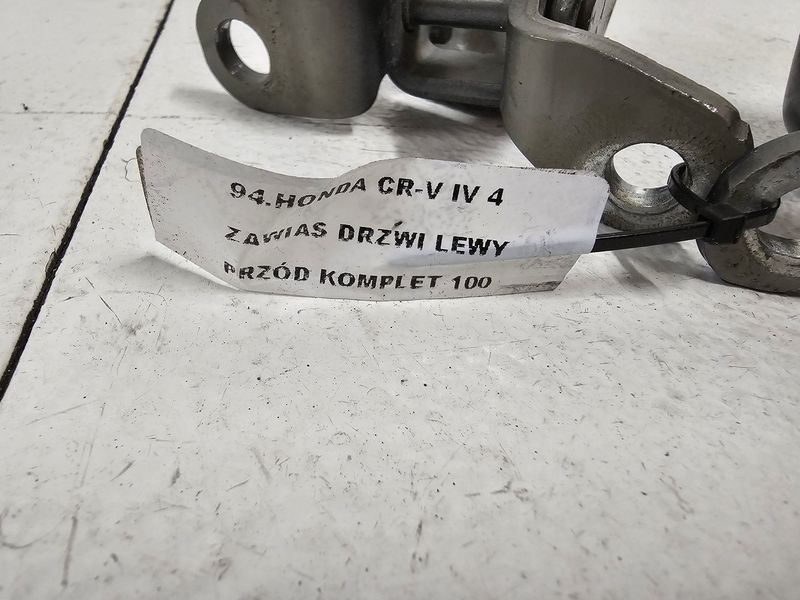 94.HONDA CR-V IV 4
ZAWIAS DRZWI LEWY
PRZÓD KOMPLET 100